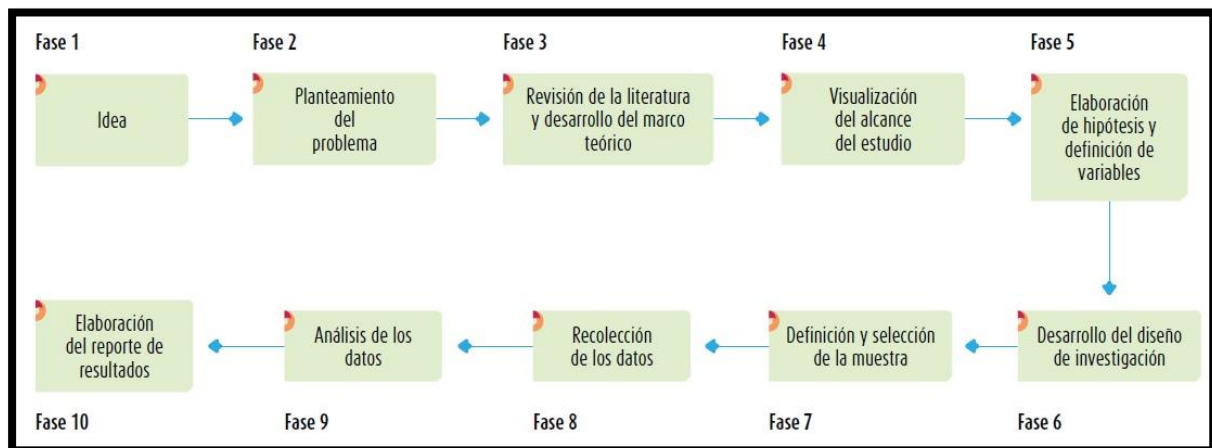 Fase 1
Idea
Fase 2
Planteamiento
del
problema
Fase 3
Revisión de la literatura
y desarrollo del marco
teórico
Fase 4
Visualización
del alcance
del estudio
Fase 5
Elaboración
de hipótesis y
definición de
variables
Desarrollo del diseño
de investigación
Fase 6
Definición y selección
de la muestra
Fase 7
Recolección
de los datos
Fase 8
Análisis de los
datos
Fase 9
Elaboración
del reporte de
resultados
Fase 10